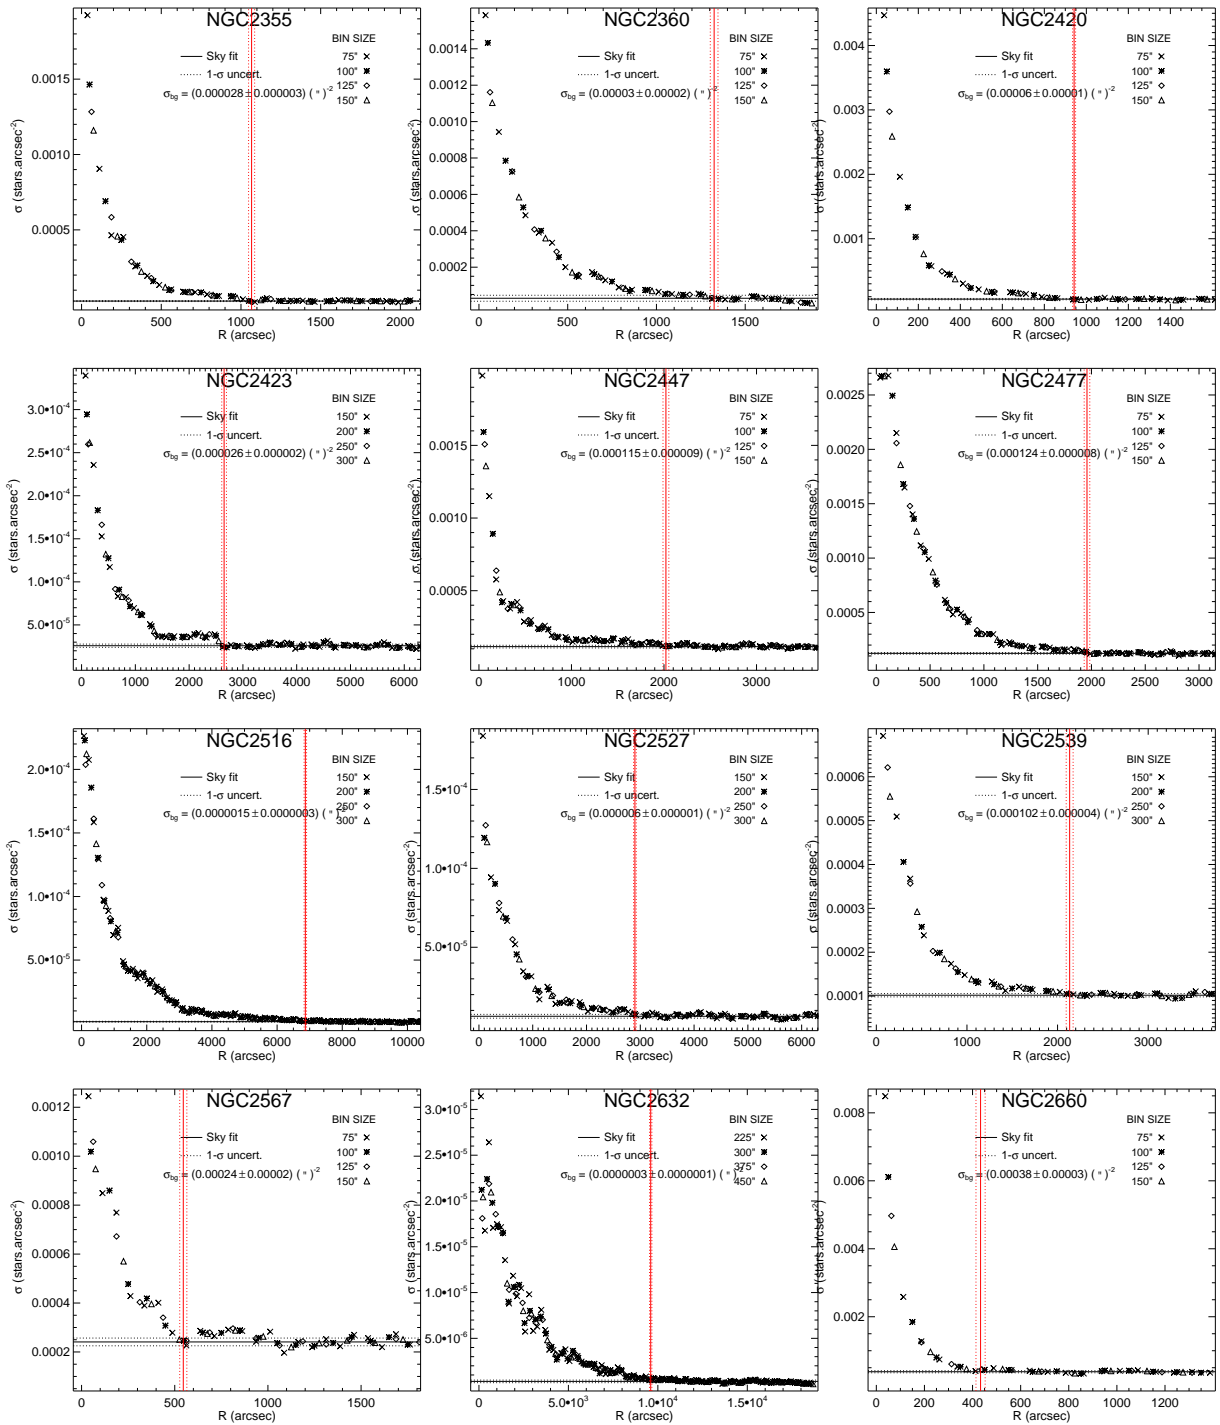 NGC2355
BIN SIZE
Sky fit
75"
1-σ uncert.
100"
125"
σbg = (0.000028±0.000003) ( " )-2
150"
0.0015
0.0010
0.0005
σ (stars.arcsec-2)
0 500 1000 1500 2000
R (arcsec)
NGC2360
BIN SIZE
Sky fit
75"
1-σ uncert.
100"
125"
σbg = (0.00003±0.00002) ( " )-2
150"
0.0014
0.0012
0.0010
0.0008
0.0006
0.0004
0.0002
σ (stars.arcsec-2)
0 500 1000 1500
R (arcsec)
NGC2420
BIN SIZE
Sky fit
75"
1-σ uncert.
100"
125"
σbg = (0.00006±0.00001) ( " )-2
150"
0.004
0.003
0.002
0.001
σ (stars.arcsec-2)
0 200 400 600 800 1000 1200 1400
R (arcsec)
NGC2423
BIN SIZE
Sky fit
150"
1-σ uncert.
200"
250"
σbg = (0.000026±0.000002) ( " )-2
300"
3.0•10-4
2.5•10-4
2.0•10-4
1.5•10-4
1.0•10-4
5.0•10-5
σ (stars.arcsec-2)
0 1000 2000 3000 4000 5000 6000
R (arcsec)
NGC2447
BIN SIZE
Sky fit
75"
1-σ uncert.
100"
125"
σbg = (0.000115±0.000009) ( " )-2
150"
0.0015
0.0010
0.0005
σ (stars.arcsec-2)
0 1000 2000 3000
R (arcsec)
NGC2477
BIN SIZE
Sky fit
75"
1-σ uncert.
100"
125"
σbg = (0.000124±0.000008) ( " )-2
150"
0.0025
0.0020
0.0015
0.0010
0.0005
σ (stars.arcsec-2)
0 500 1000 1500 2000 2500 3000
R (arcsec)
NGC2516
BIN SIZE
Sky fit
150"
1-σ uncert.
200"
250"
σbg = (0.0000015±0.0000003) ( " )-2
300"
2.0•10-4
1.5•10-4
1.0•10-4
5.0•10-5
σ (stars.arcsec-2)
0 2000 4000 6000 8000 10000
R (arcsec)
NGC2527
BIN SIZE
Sky fit
150"
1-σ uncert.
200"
250"
σbg = (0.000006±0.000001) ( " )-2
300"
1.5•10-4
1.0•10-4
5.0•10-5
σ (stars.arcsec-2)
0 1000 2000 3000 4000 5000 6000
R (arcsec)
NGC2539
BIN SIZE
Sky fit
150"
1-σ uncert.
200"
250"
σbg = (0.000102±0.000004) ( " )-2
300"
0.0006
0.0005
0.0004
0.0003
0.0002
0.0001
σ (stars.arcsec-2)
0 1000 2000 3000
R (arcsec)
NGC2567
BIN SIZE
Sky fit
75"
1-σ uncert.
100"
125"
σbg = (0.00024±0.00002) ( " )-2
150"
0.0012
0.0010
0.0008
0.0006
0.0004
0.0002
σ (stars.arcsec-2)
0 500 1000 1500
R (arcsec)
NGC2632
BIN SIZE
Sky fit
225"
1-σ uncert.
300"
375"
σbg = (0.0000003±0.0000001) ( " )-2
450"
3.0•10-5
2.5•10-5
2.0•10-5
1.5•10-5
1.0•10-5
5.0•10-6
σ (stars.arcsec-2)
0 5.0•103 1.0•104 1.5•104
R (arcsec)
NGC2660
BIN SIZE
Sky fit
75"
1-σ uncert.
100"
125"
σbg = (0.00038±0.00003) ( " )-2
150"
0.008
0.006
0.004
0.002
σ (stars.arcsec-2)
0 200 400 600 800 1000 1200
R (arcsec)